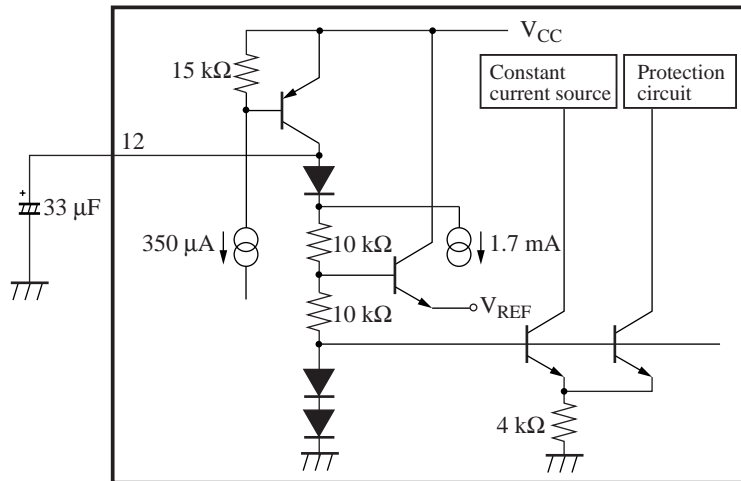 V_CC
15 kΩ
Constant
current source
Protection
circuit
12
+
33 μF
350 μA
10 kΩ
1.7 mA
V_REF
10 kΩ
4 kΩ